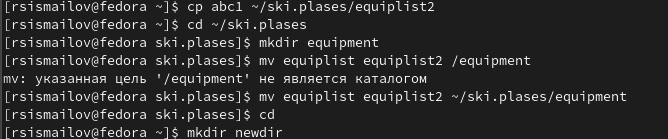 [rsismailov@fedora ~]$ cp abc1 ~/ski.plases/equiplist2
[rsismailov@fedora ~]$ cd ~/ski.plases
[rsismailov@fedora ski.plases]$ mkdir equipment
[rsismailov@fedora ski.plases]$ mv equiplist equiplist2 /equipment
mv: указанная цель '/equipment' не является каталогом
[rsismailov@fedora ski.plases]$ mv equiplist equiplist2 ~/ski.plases/equipment
[rsismailov@fedora ski.plases]$ cd
[rsismailov@fedora ~]$ mkdir newdir